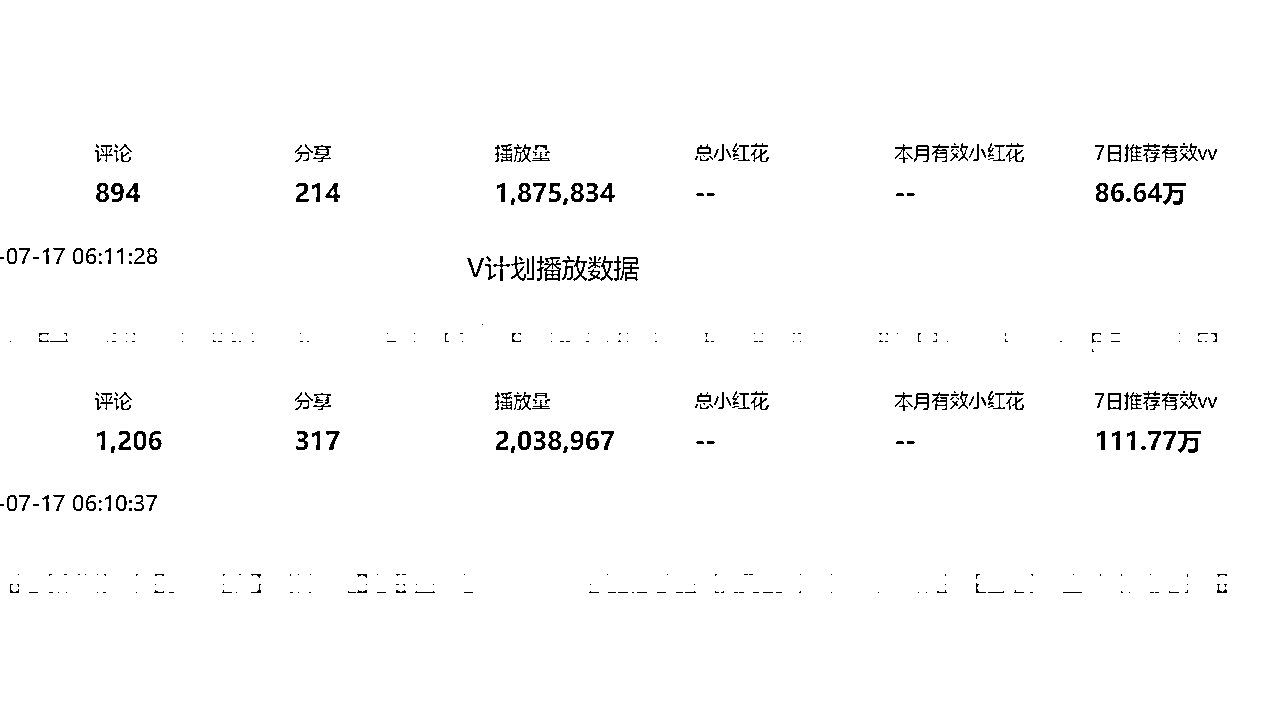 评论 分享 播放量 总小红花 本月有效小红花 7日推荐有效vv
894 214 1,875,834 -- -- 86.64万
-07-17 06:11:28
V计划播放数据
评论 分享 播放量 总小红花 本月有效小红花 7日推荐有效vv
1,206 317 2,038,967 -- -- 111.77万
-07-17 06:10:37